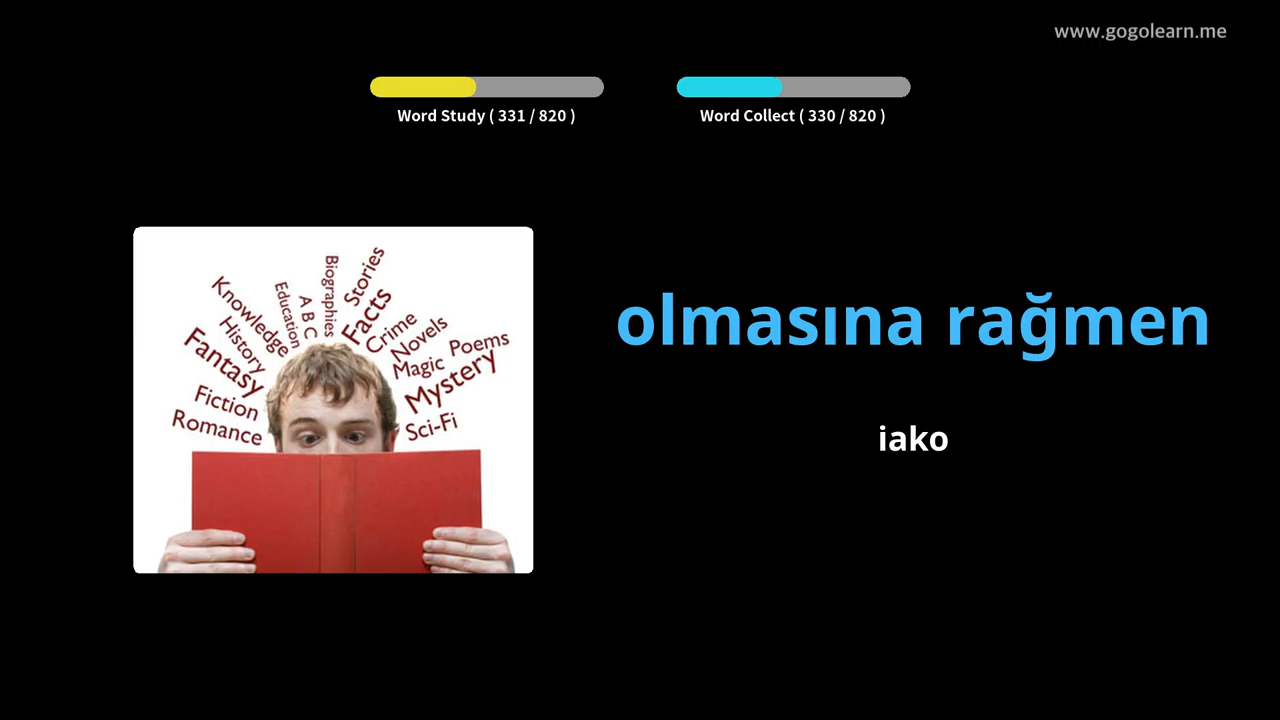 www.gogolearn.me
Word Study ( 331 / 820 )
Word Collect ( 330 / 820 )
olmasına rağmen
iako
Biographies
Stories
Education
A B C
Facts
Knowledge
History
Crime
Novels
Fantasy
Magic
Poems
Mystery
Fiction
Romance
Sci-Fi